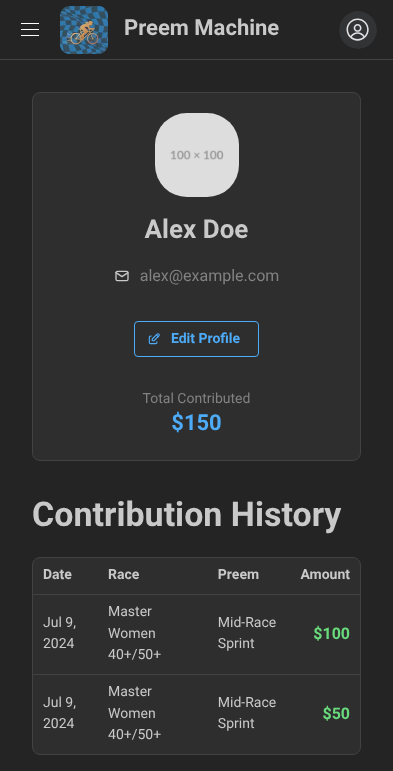 Preem Machine
100 × 100
Alex Doe
alex@example.com
Edit Profile
Total Contributed
$150
Contribution History
Date Race Preem Amount
Jul 9, 2024 Master Women 40+/50+ Mid-Race Sprint $100
Jul 9, 2024 Master Women 40+/50+ Mid-Race Sprint $50